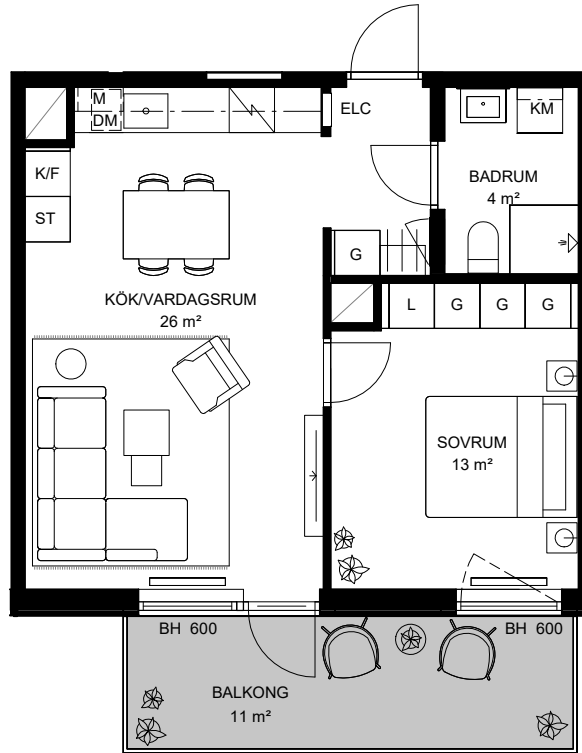 M
DM
ELC
KM
K/F
BADRUM
4 m²
ST
G
KÖK/VARDAGSRUM
26 m²
L G G G
SOVRUM
13 m²
BH 600
BH 600
BALKONG
11 m²